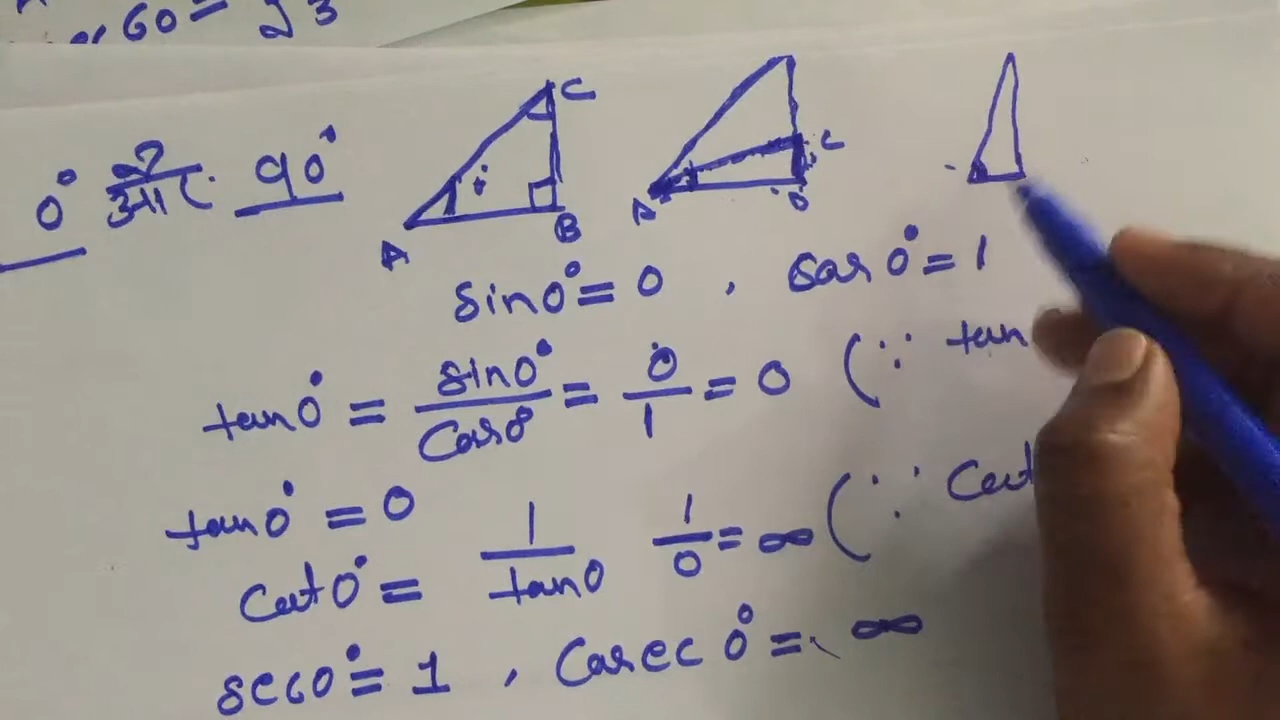 60 = √3
0° और 90°
A B C
A B C
sin0° = 0 , cos 0° = 1
tan0° = sin0° / cos0° = 0/1 = 0 (∵ tan
tan0° = 0
cot0° = 1/tan0 1/0 = ∞ (∵ cot
sec0° = 1 , cosec 0° = ∞